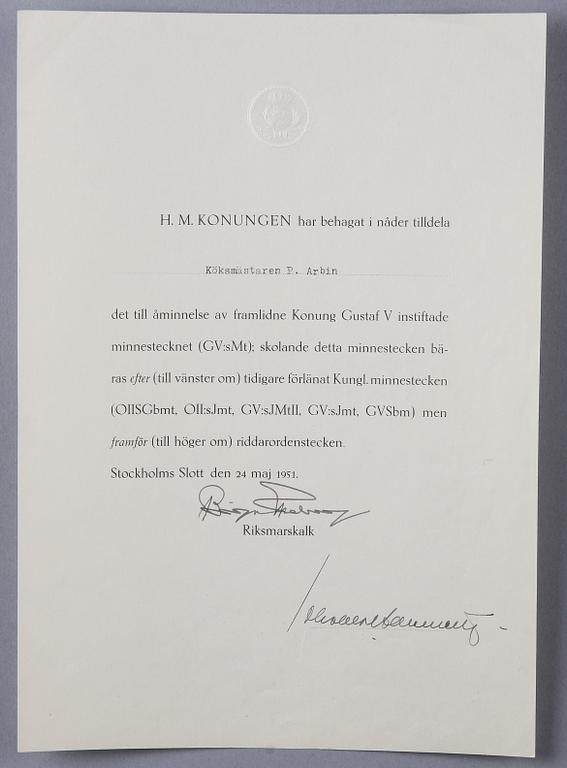 H. M. KONUNGEN har behagat i nåder tilldela
Köksmästaren P. Arbin
det till åminnelse av framlidne Konung Gustaf V instiftade
minnestecknet (GV:sMt); skolande detta minnestecken bä-
ras efter (till vänster om) tidigare förlänat Kungl. minnestecken
(OIISGbmt, OII:sJmt, GV:sJMtII, GV:sJmt, GVSbm) men
framför (till höger om) riddarordenstecken.
Stockholms Slott den 24 maj 1951.
Riksmarskalk